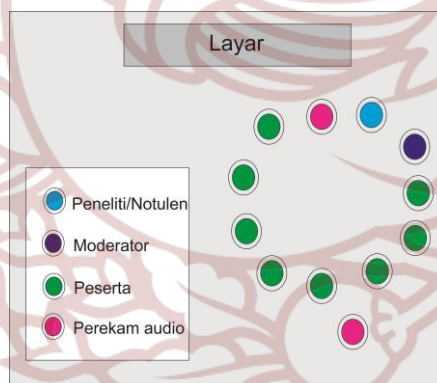 Layar
Peneliti/Notulen
Moderator
Peserta
Perekam audio